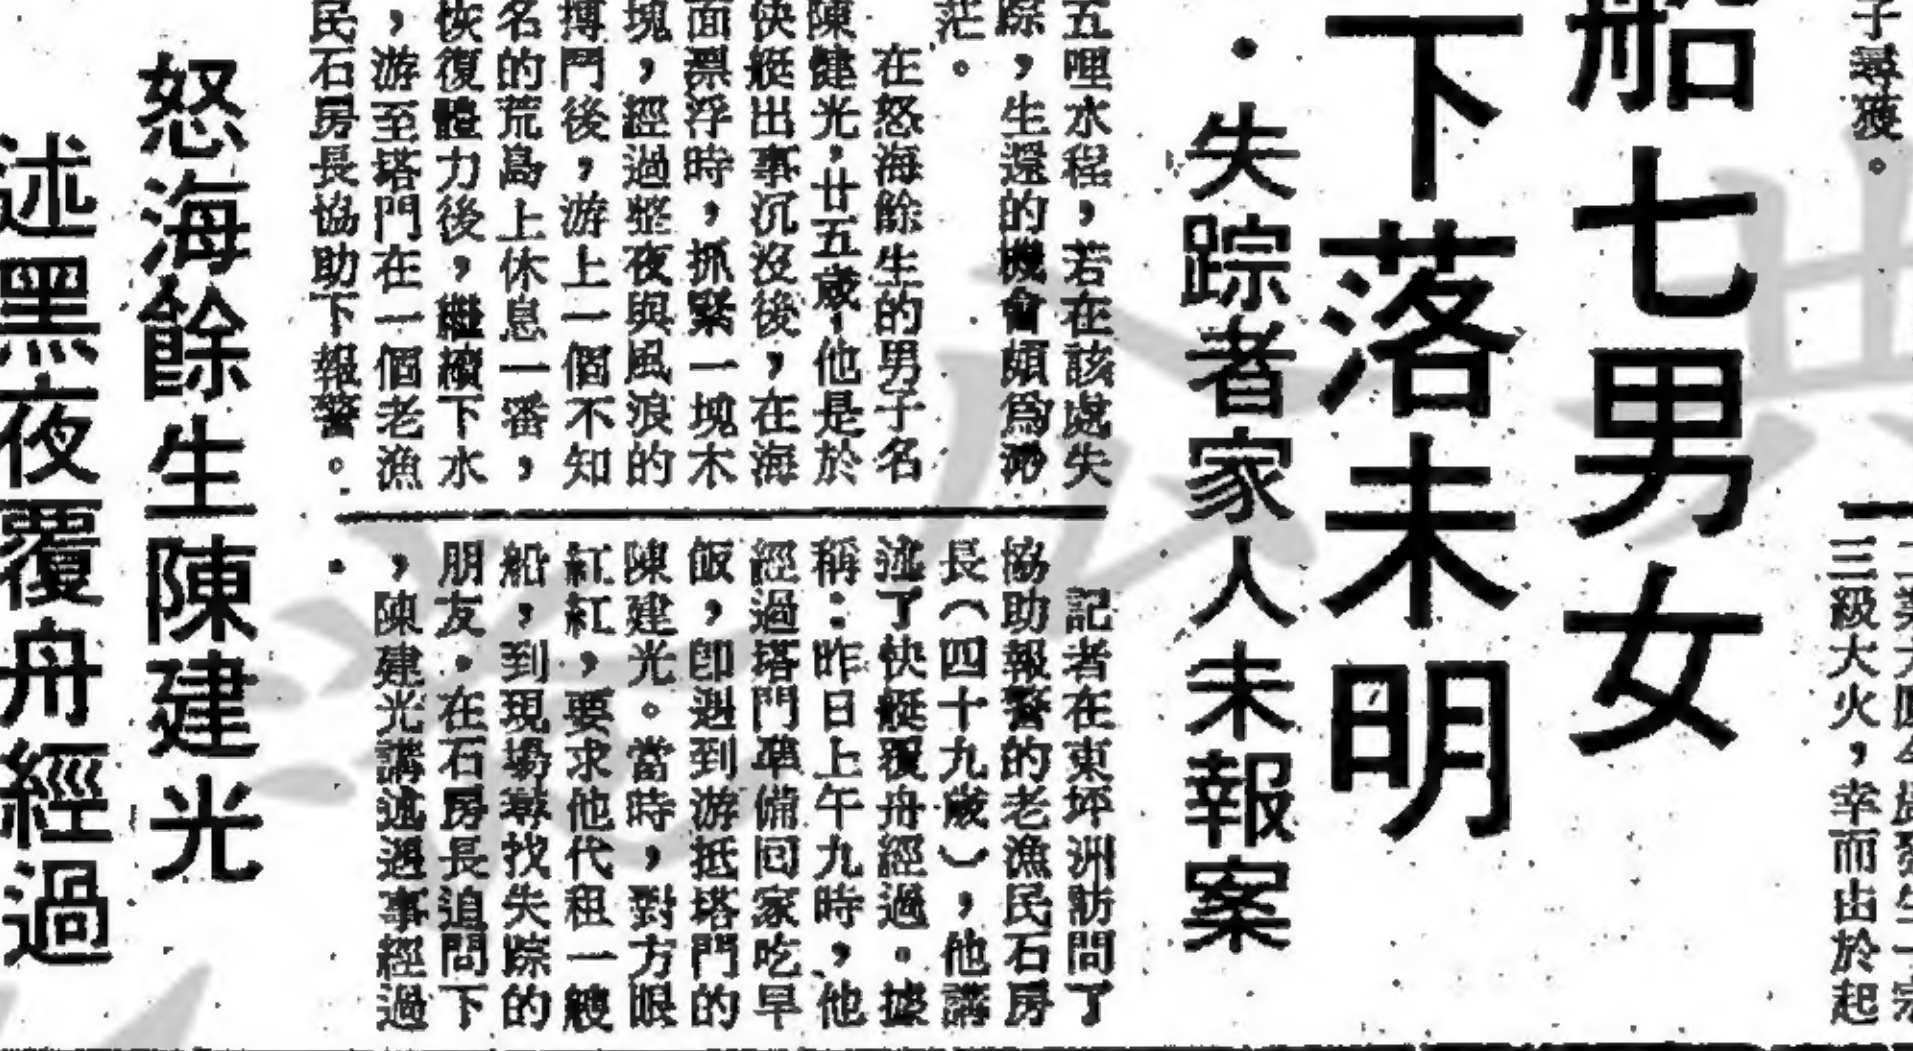 子尋獲。
三級大火，幸而由於起
船七男女
下落未明
·失踪者家人未報案
五哩水程，若在該處失
踪，生還的機會頗爲渺
茫。
在怒海餘生的男子名
陳健光，廿五歲，他是於
快艇出事沉沒後，在海
面漂浮時，抓緊一塊木
塊，經過整夜與風浪的
博鬥後，游上一個不知
名的荒島上休息一番，
恢復體力後，繼續下水
，游至塔門在一個老漁
民石房長協助下報警。
記者在東坪洲訪問了
協助報警的老漁民石房
長（四十九歲），他講
述了快艇覆舟經過。據
稱：昨日上午九時，他
經過塔門準備回家吃早
飯，卽遇到游抵塔門的
陳建光。當時，對方眼
紅紅，要求他代租一艘
船，到現場尋找失踪的
朋友。在石房長追問下
，陳建光講述遇事經過
怒海餘生陳建光
述黑夜覆舟經過